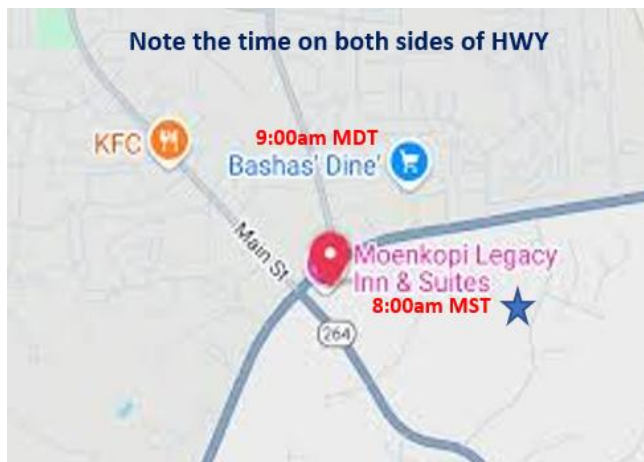 Note the time on both sides of HWY
KFC
9:00am MDT
Bashas' Dine'
Main St
Moenkopi Legacy
Inn & Suites
8:00am MST
264